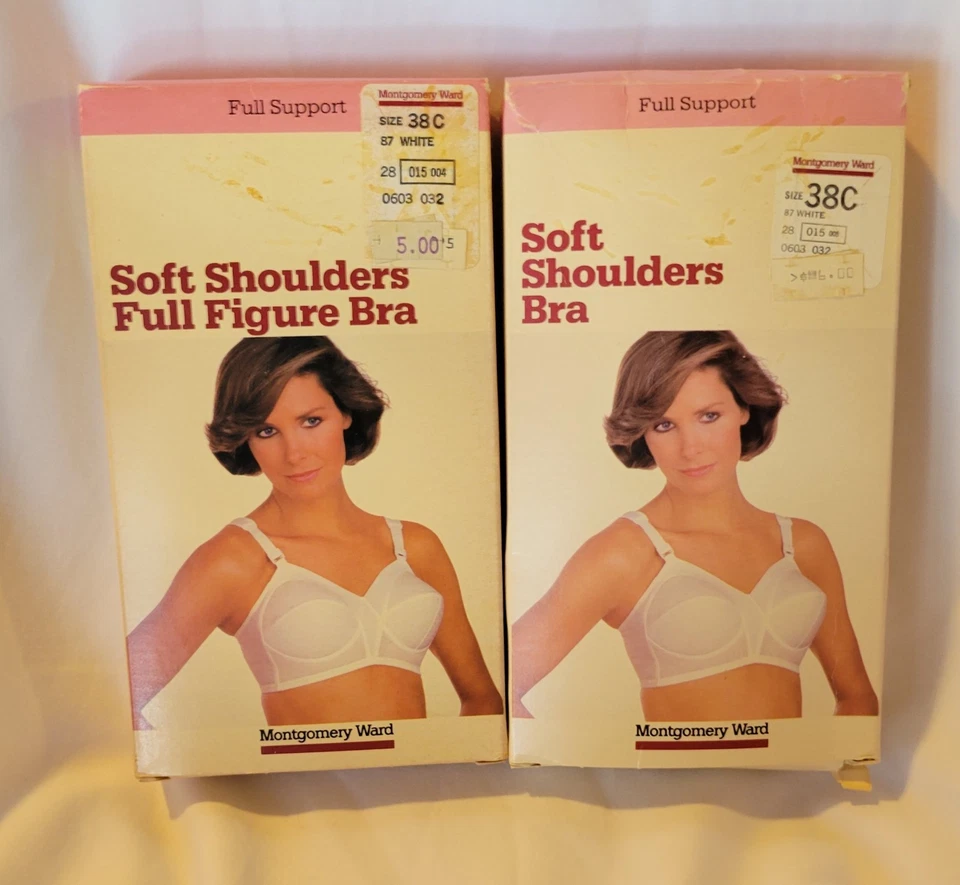 Full Support
Montgomery Ward
SIZE 38 C
87 WHITE
28 015 004
0603 032
5.00
Soft Shoulders
Full Figure Bra
Montgomery Ward
Full Support
Montgomery Ward
SIZE 38C
87 WHITE
28 015
0603 032
Soft
Shoulders
Bra
Montgomery Ward